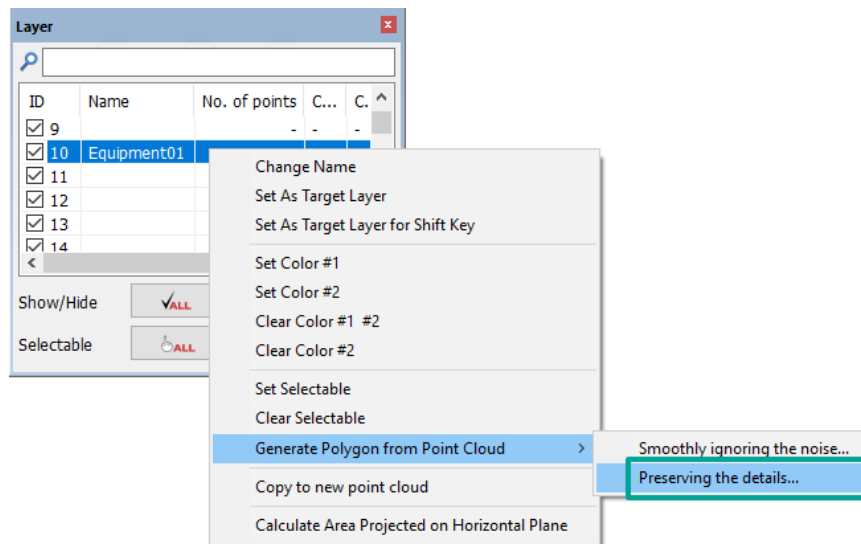 Layer
ID Name No. of points C... C.
9 - - -
10 Equipment01
11
12
13
14
Show/Hide ALL
Selectable ALL
Change Name
Set As Target Layer
Set As Target Layer for Shift Key
Set Color #1
Set Color #2
Clear Color #1 #2
Clear Color #2
Set Selectable
Clear Selectable
Generate Polygon from Point Cloud
Copy to new point cloud
Calculate Area Projected on Horizontal Plane
Smoothly ignoring the noise...
Preserving the details...